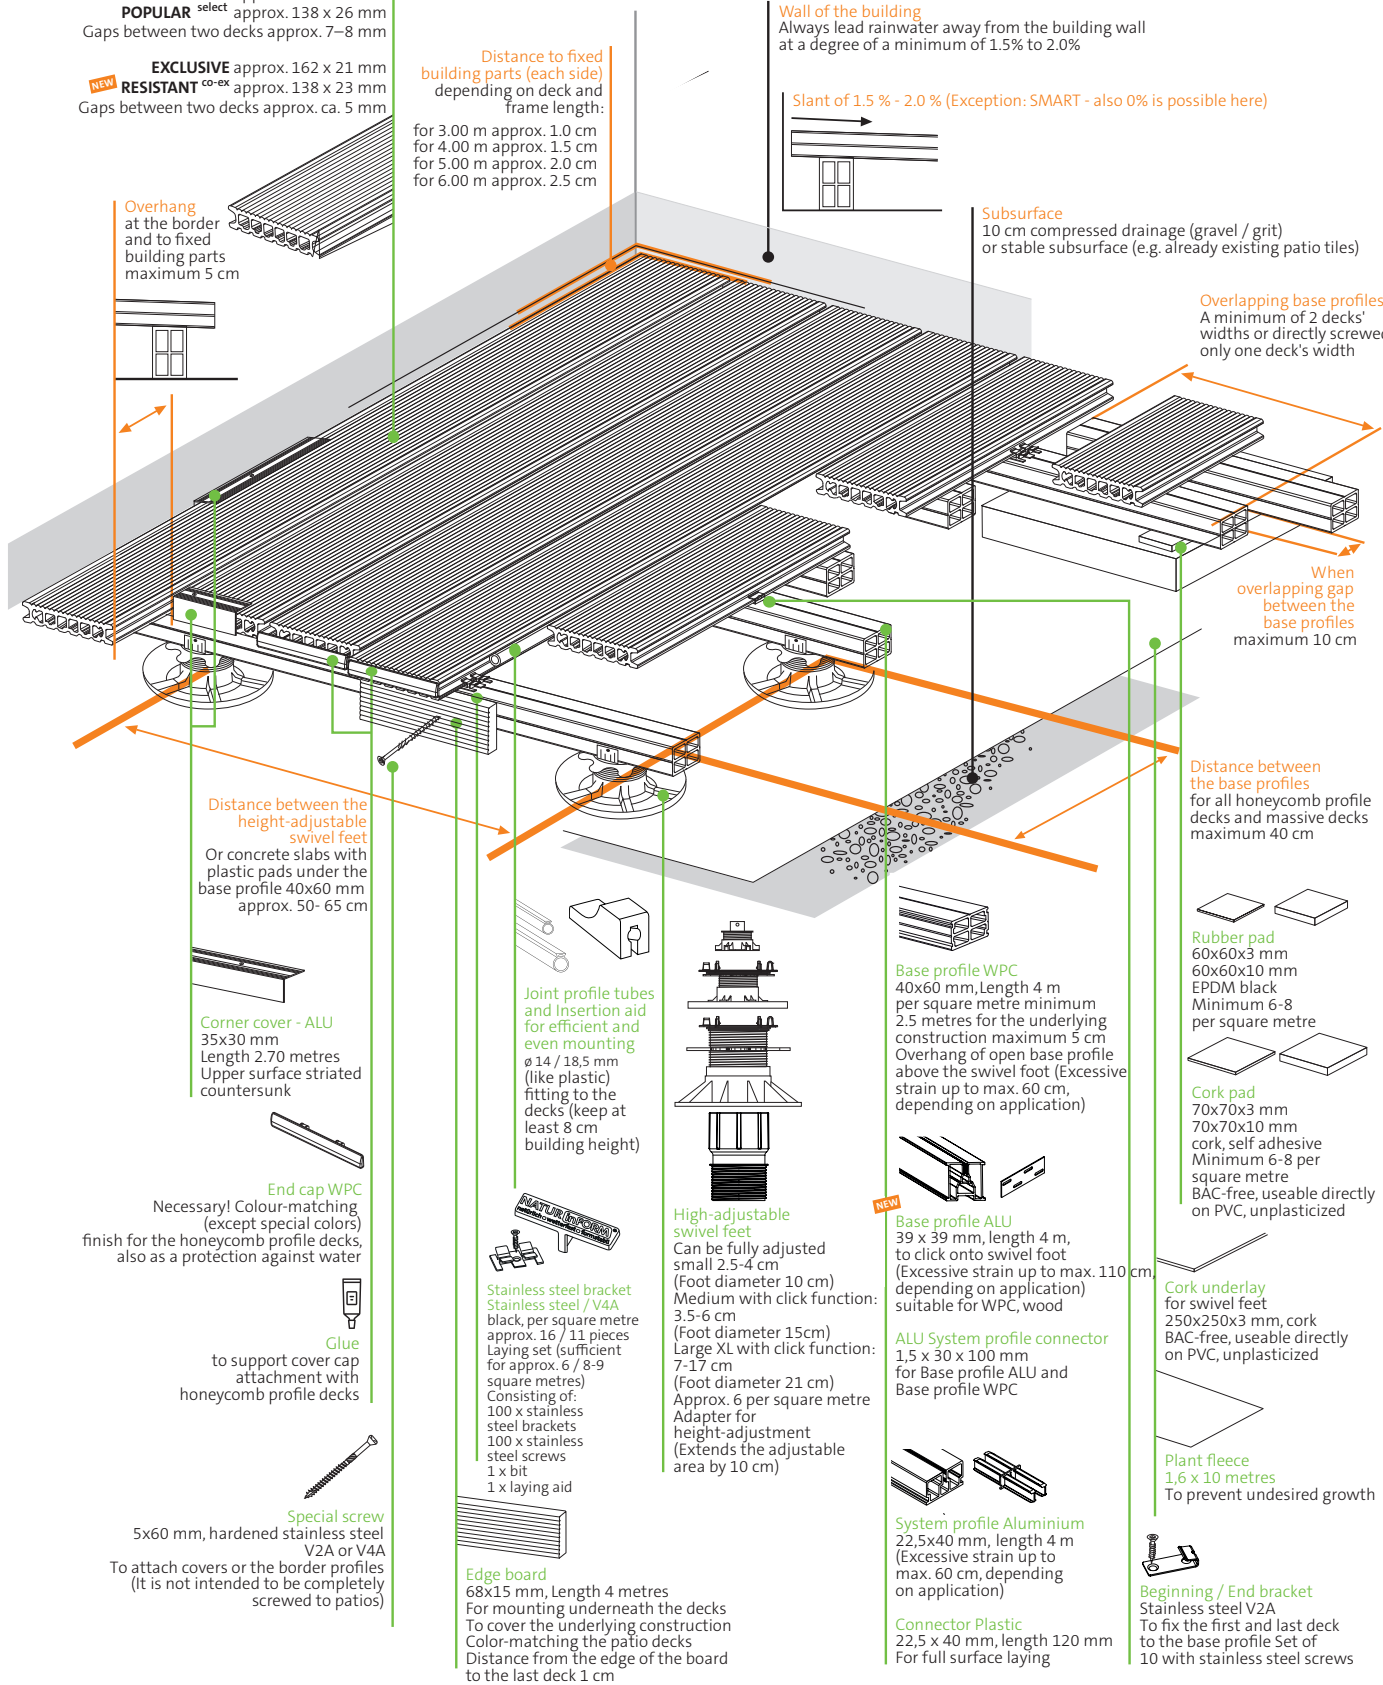 POPULAR select approx. 138 x 26 mm
Gaps between two decks approx. 7–8 mm
EXCLUSIVE approx. 162 x 21 mm
NEW RESISTANT co-ex approx. 138 x 23 mm
Gaps between two decks approx. ca. 5 mm
Distance to fixed
building parts (each side)
depending on deck and
frame length:
for 3.00 m approx. 1.0 cm
for 4.00 m approx. 1.5 cm
for 5.00 m approx. 2.0 cm
for 6.00 m approx. 2.5 cm
Wall of the building
Always lead rainwater away from the building wall
at a degree of a minimum of 1.5% to 2.0%
Slant of 1.5 % - 2.0 % (Exception: SMART - also 0% is possible here)
Overhang
at the border
and to fixed
building parts
maximum 5 cm
Subsurface
10 cm compressed drainage (gravel / grit)
or stable subsurface (e.g. already existing patio tiles)
Overlapping base profiles
A minimum of 2 decks'
widths or directly screwed
only one deck's width
When
overlapping gap
between the
base profiles
maximum 10 cm
Distance between
the base profiles
for all honeycomb profile
decks and massive decks
maximum 40 cm
Distance between the
height-adjustable
swivel feet
Or concrete slabs with
plastic pads under the
base profile 40x60 mm
approx. 50- 65 cm
Corner cover - ALU
35x30 mm
Length 2.70 metres
Upper surface striated
countersunk
End cap WPC
Necessary! Colour-matching
(except special colors)
finish for the honeycomb profile decks,
also as a protection against water
Glue
to support cover cap
attachment with
honeycomb profile decks
Special screw
5x60 mm, hardened stainless steel
V2A or V4A
To attach covers or the border profiles
(It is not intended to be completely
screwed to patios)
Joint profile tubes
and Insertion aid
for efficient and
even mounting
ø 14 / 18,5 mm
(like plastic)
fitting to the
decks (keep at
least 8 cm
building height)
NATUR inFORM
Stainless steel bracket
Stainless steel / V4A
black, per square metre
approx. 16 / 11 pieces
Laying set (sufficient
for approx. 6 / 8-9
square metres)
Consisting of:
100 x stainless
steel brackets
100 x stainless
steel screws
1 x bit
1 x laying aid
Edge board
68x15 mm, Length 4 metres
For mounting underneath the decks
To cover the underlying construction
Color-matching the patio decks
Distance from the edge of the board
to the last deck 1 cm
High-adjustable
swivel feet
Can be fully adjusted
small 2.5-4 cm
(Foot diameter 10 cm)
Medium with click function:
3.5-6 cm
(Foot diameter 15cm)
Large XL with click function:
7-17 cm
(Foot diameter 21 cm)
Approx. 6 per square metre
Adapter for
height-adjustment
(Extends the adjustable
area by 10 cm)
Base profile WPC
40x60 mm, Length 4 m
per square metre minimum
2.5 metres for the underlying
construction maximum 5 cm
Overhang of open base profile
above the swivel foot (Excessive
strain up to max. 60 cm,
depending on application)
NEW
Base profile ALU
39 x 39 mm, length 4 m,
to click onto swivel foot
(Excessive strain up to max. 110 cm,
depending on application)
suitable for WPC, wood
ALU System profile connector
1,5 x 30 x 100 mm
for Base profile ALU and
Base profile WPC
System profile Aluminium
22,5x40 mm, length 4 m
(Excessive strain up to
max. 60 cm, depending
on application)
Connector Plastic
22,5 x 40 mm, length 120 mm
For full surface laying
Rubber pad
60x60x3 mm
60x60x10 mm
EPDM black
Minimum 6-8
per square metre
Cork pad
70x70x3 mm
70x70x10 mm
cork, self adhesive
Minimum 6-8 per
square metre
BAC-free, useable directly
on PVC, unplasticized
Cork underlay
for swivel feet
250x250x3 mm, cork
BAC-free, useable directly
on PVC, unplasticized
Plant fleece
1,6 x 10 metres
To prevent undesired growth
Beginning / End bracket
Stainless steel V2A
To fix the first and last deck
to the base profile Set of
10 with stainless steel screws